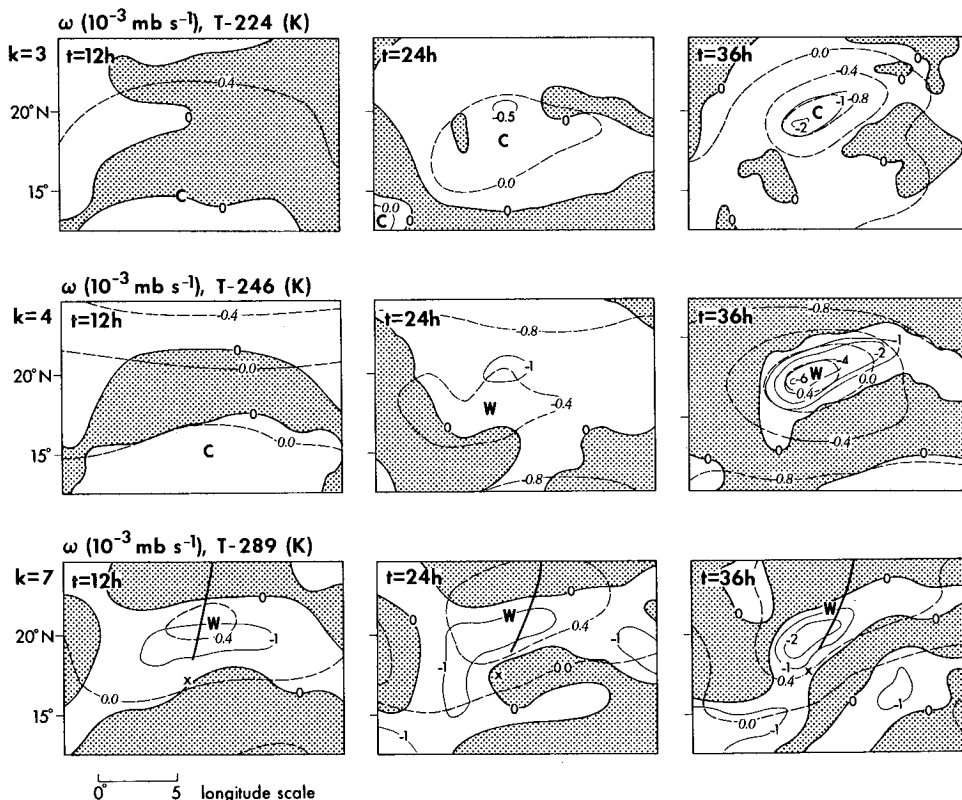 ω (10⁻³ mb s⁻¹), T-224 (K)
k=3
t=12h
t=24h
t=36h
20°N
15°
0.4
0
C
0
-0.5
0
C
0.0
0.0
C
0
0
0.0
0
-0.4
0
0
-1
-0.8
C
-2
0
0
0
ω (10⁻³ mb s⁻¹), T-246 (K)
k=4
t=12h
t=24h
t=36h
20°N
15°
-0.4
0
0.0
0
0.0
C
-0.8
-1
W
-0.4
0
0
-0.8
-0.8
-1
-2
-4
W
-6
0.4
0.0
-0.4
0
0
-0.8
ω (10⁻³ mb s⁻¹), T-289 (K)
k=7
t=12h
t=24h
t=36h
20°N
15°
0
W
0.4
-1
x
0.0
0
0
0
W
0.4
-1
-1
x
0.0
0
-1
0
0
W
-2
-1
x
0.4
0.0
0
-1
0
-1
0° 5 longitude scale